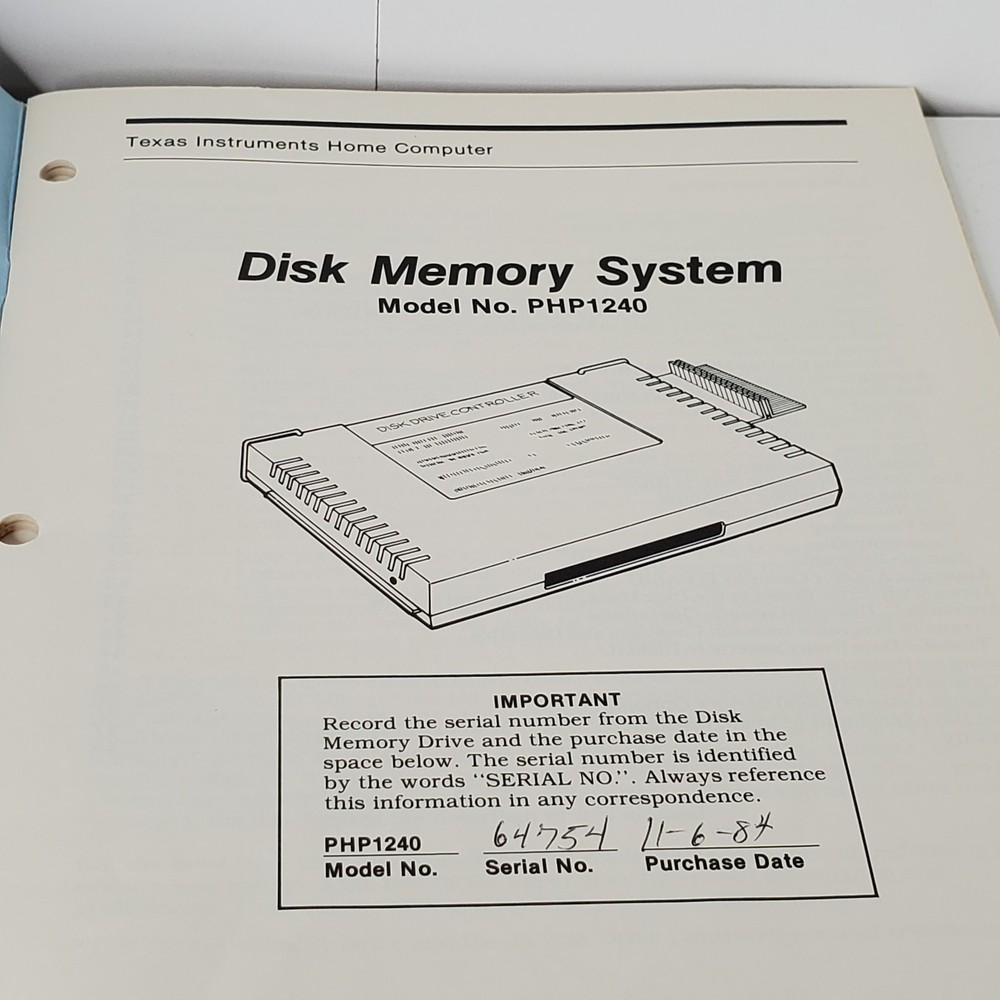 Texas Instruments Home Computer
Disk Memory System
Model No. PHP1240
DISK DRIVE CONTROLLER
IMPORTANT
Record the serial number from the Disk
Memory Drive and the purchase date in the
space below. The serial number is identified
by the words "SERIAL NO.". Always reference
this information in any correspondence.
PHP1240 64754 11-6-84
Model No. Serial No. Purchase Date